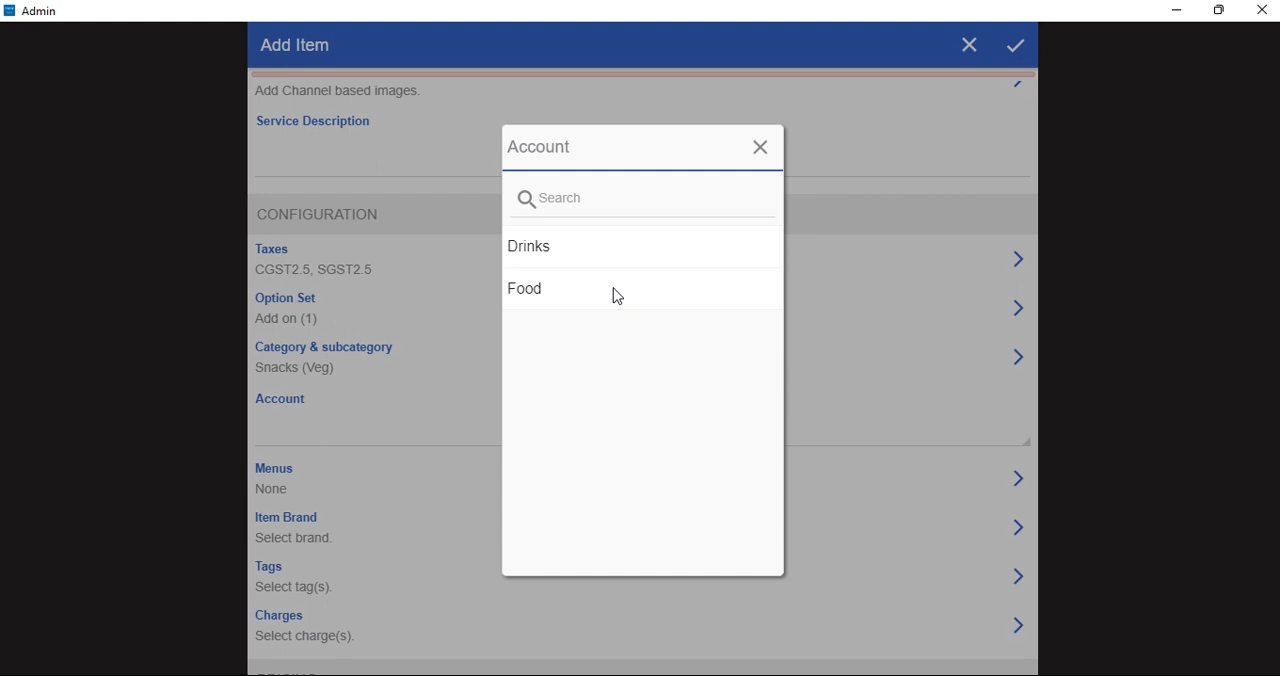 Admin
Add Item
Add Channel based images.
Service Description
Account
Search
CONFIGURATION
Drinks
Taxes
CGST2.5, SGST2.5
Food
Option Set
Add on (1)
Category & subcategory
Snacks (Veg)
Account
Menus
None
Item Brand
Select brand.
Tags
Select tag(s).
Charges
Select charge(s).